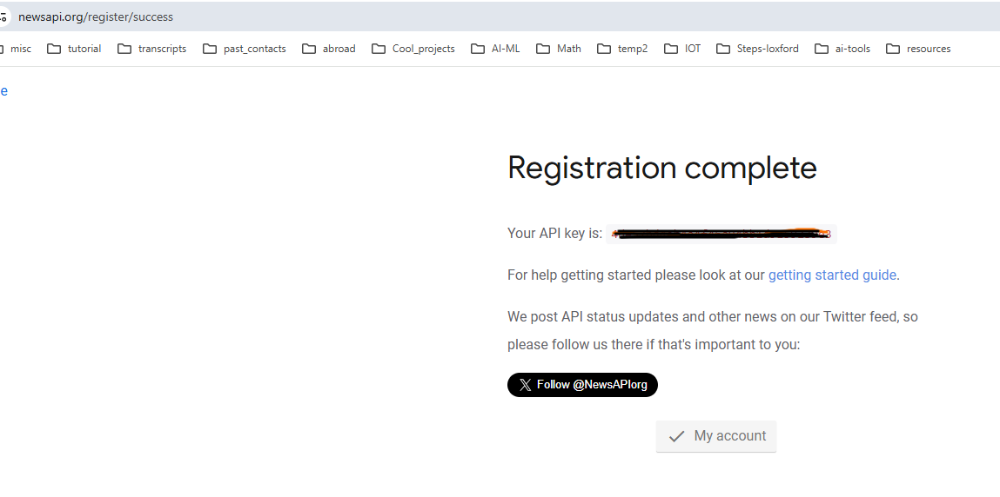 newsapi.org/register/success
misc tutorial transcripts past_contacts abroad Cool_projects AI-ML Math temp2 IOT Steps-loxford ai-tools resources
e
Registration complete
Your API key is:
For help getting started please look at our getting started guide.
We post API status updates and other news on our Twitter feed, so
please follow us there if that's important to you:
Follow @NewsAPIorg
My account